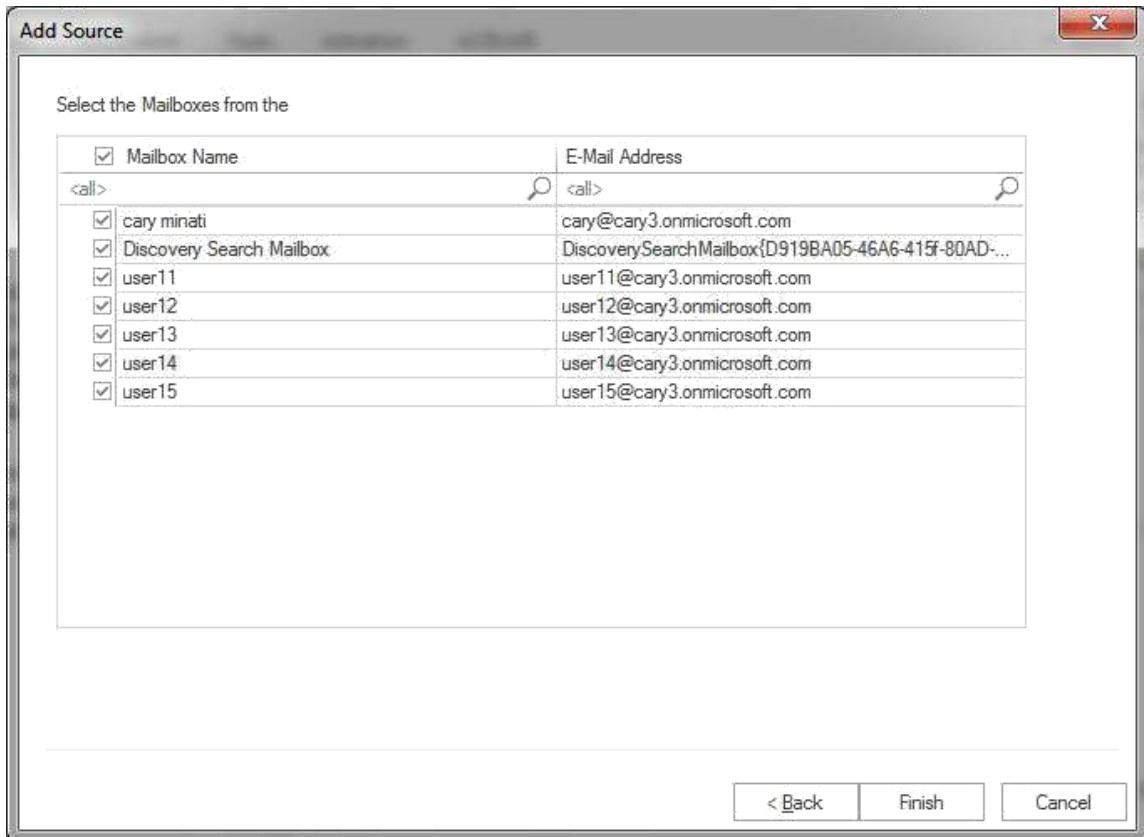 Add Source
Select the Mailboxes from the
Mailbox Name E-Mail Address
<all> <all>
cary minati cary@cary3.onmicrosoft.com
Discovery Search Mailbox DiscoverySearchMailbox{D919BA05-46A6-415f-80AD-...
user11 user11@cary3.onmicrosoft.com
user12 user12@cary3.onmicrosoft.com
user13 user13@cary3.onmicrosoft.com
user14 user14@cary3.onmicrosoft.com
user15 user15@cary3.onmicrosoft.com
< Back Finish Cancel